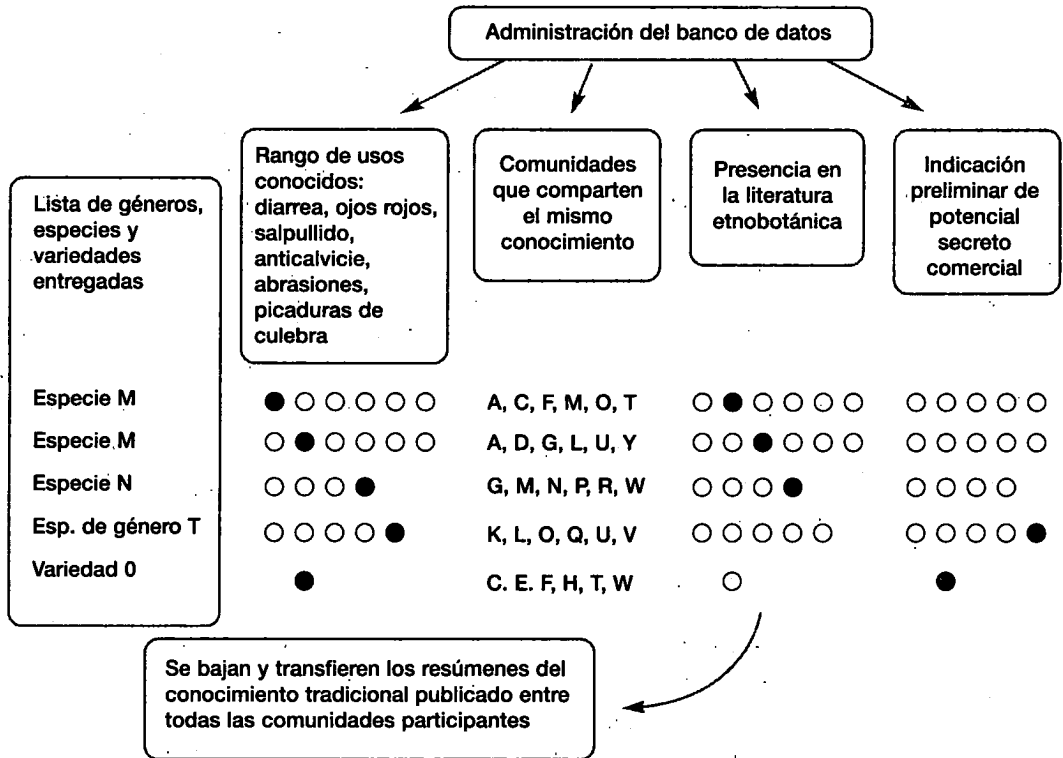 Administración del banco de datos
Lista de géneros,
especies y
variedades
entregadas
Rango de usos
conocidos:
diarrea, ojos rojos,
salpullido,
anticalvicie,
abrasiones,
picaduras de
culebra
Comunidades
que comparten
el mismo
conocimiento
Presencia en
la literatura
etnobotánica
Indicación
preliminar de
potencial
secreto
comercial
Especie M A, C, F, M, O, T
Especie M A, D, G, L, U, Y
Especie N G, M, N, P, R, W
Esp. de género T K, L, O, Q, U, V
Variedad 0 C. E. F, H, T, W
Se bajan y transfieren los resúmenes del
conocimiento tradicional publicado entre
todas las comunidades participantes